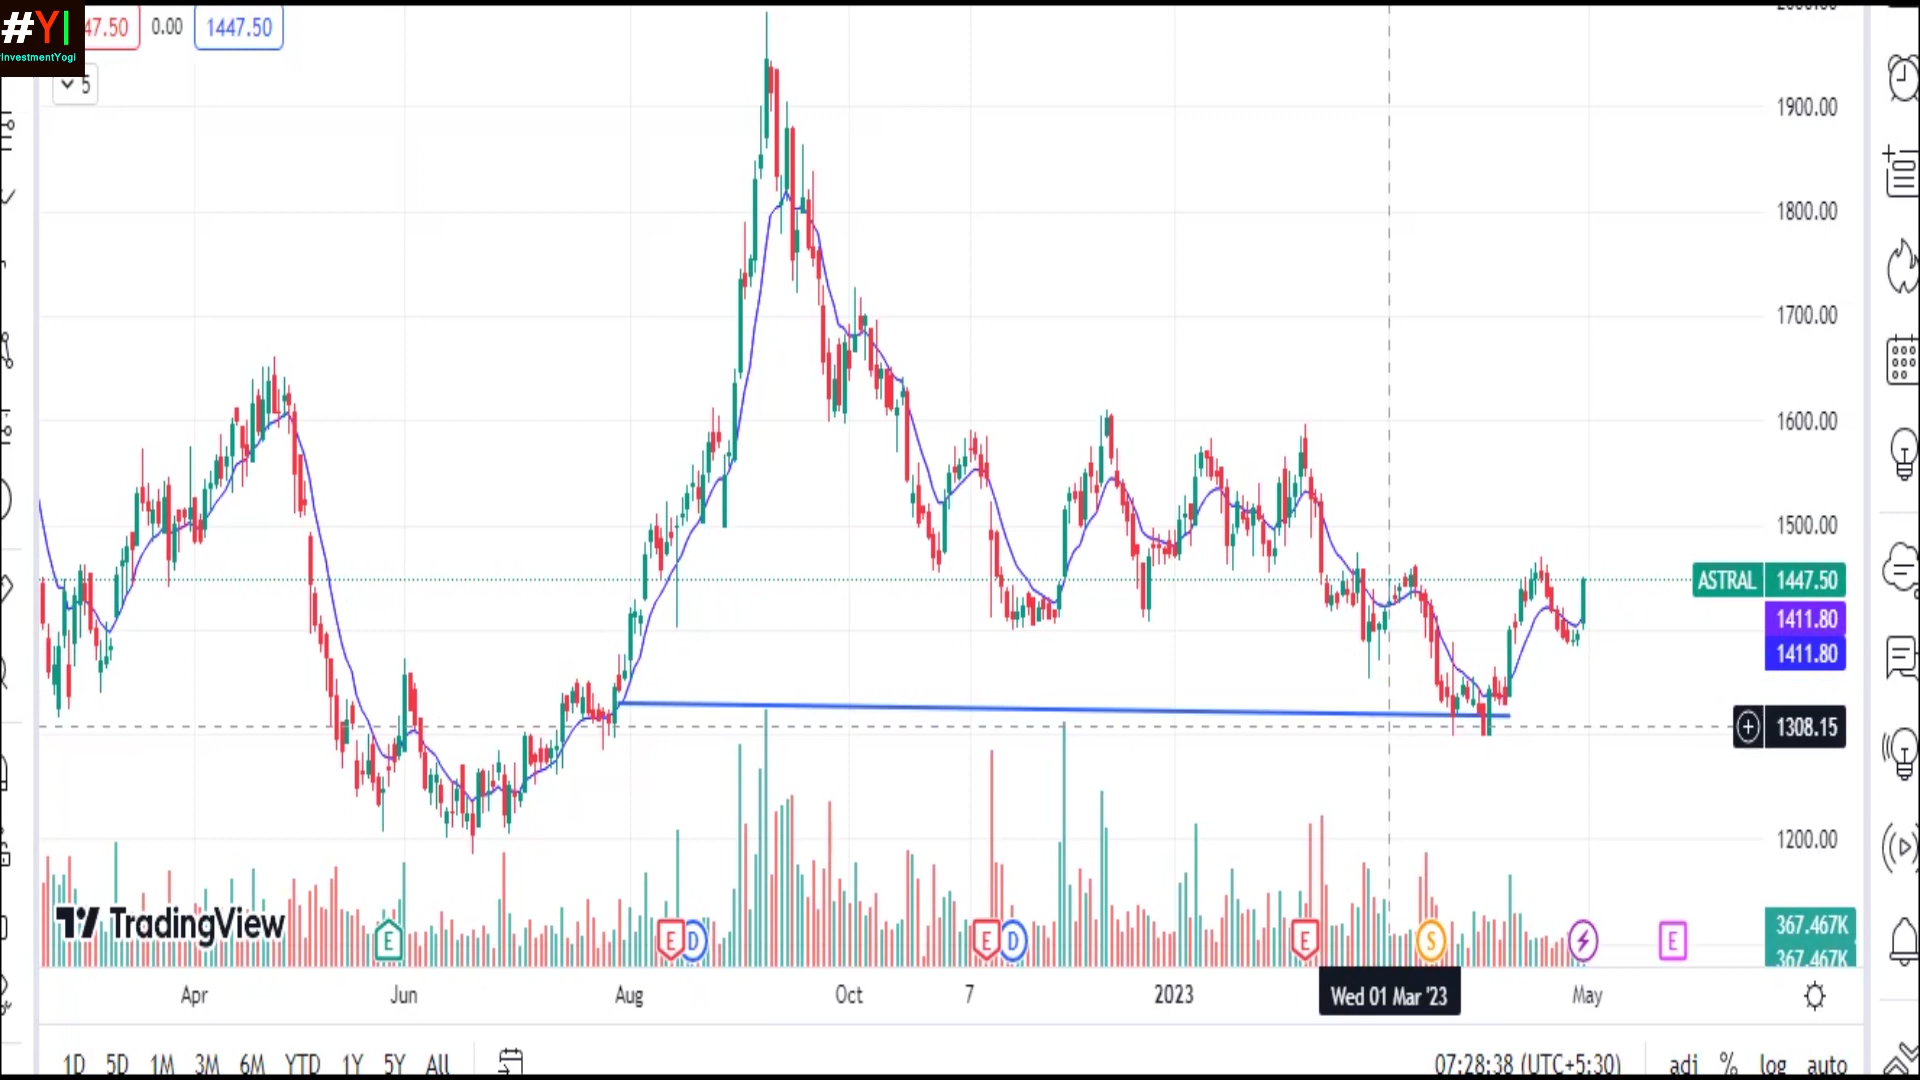 #YI
InvestmentYogi
47.50
0.00
1447.50
5
1900.00
1800.00
1700.00
1600.00
1500.00
ASTRAL 1447.50
1411.80
1411.80
1308.15
1200.00
TradingView
E
E D
E D
E
S
E
367.467K
367.467K
Apr
Jun
Aug
Oct
7
2023
Wed 01 Mar '23
May
1D 5D 1M 3M 6M YTD 1Y 5Y All
07:28:38 (UTC+5:30)
adj % log auto